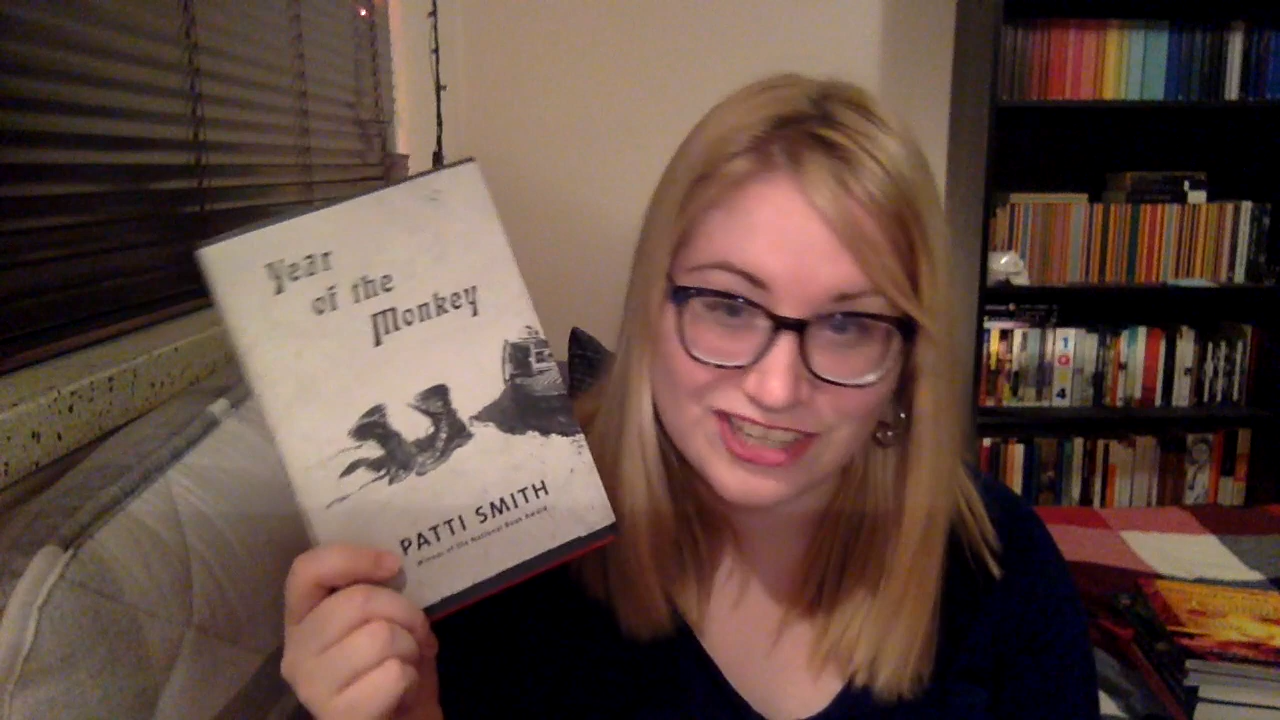 Year
of the
Monkey
PATTI SMITH
Winner of the National Book Award